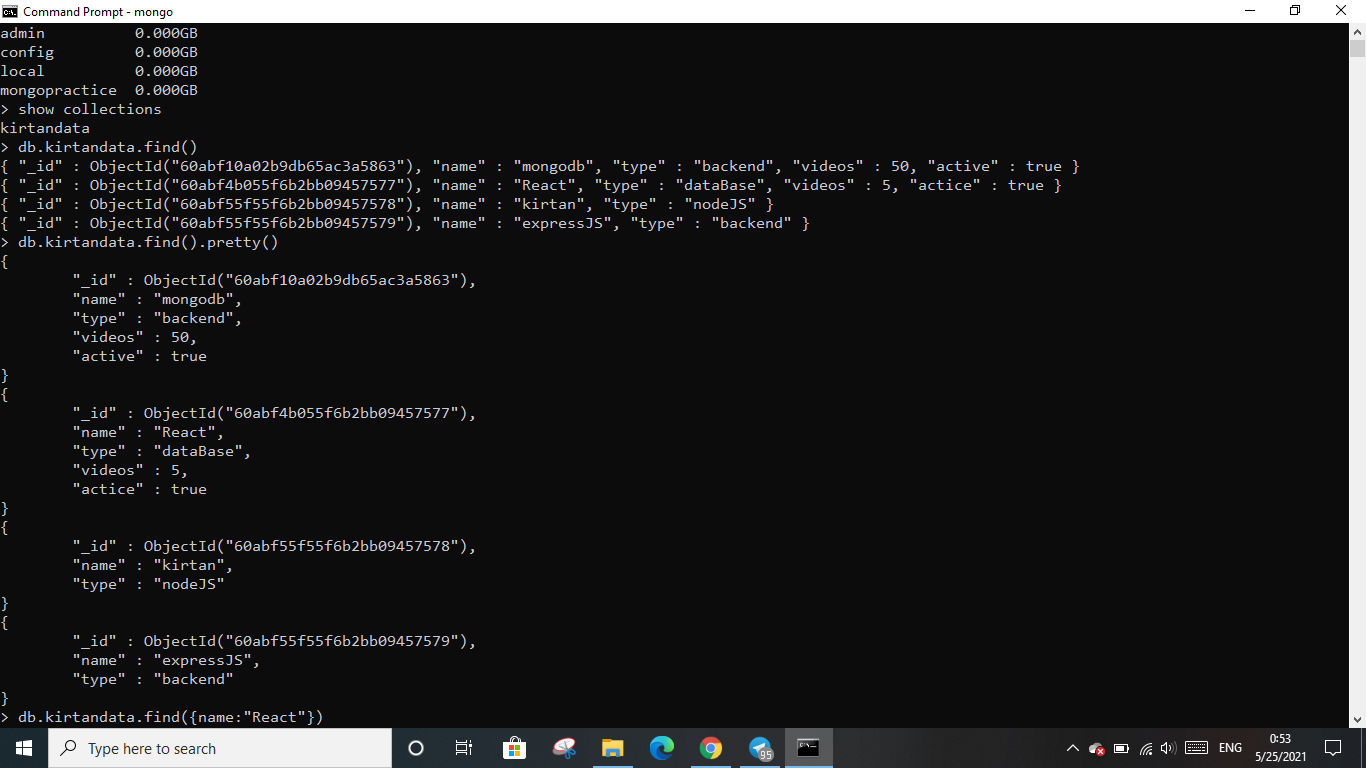 Command Prompt - mongo
admin           0.000GB
config          0.000GB
local           0.000GB
mongopractice  0.000GB
> show collections
kirtandata
> db.kirtandata.find()
{ "_id" : ObjectId("60abf10a02b9db65ac3a5863"), "name" : "mongodb", "type" : "backend", "videos" : 50, "active" : true }
{ "_id" : ObjectId("60abf4b055f6b2bb09457577"), "name" : "React", "type" : "dataBase", "videos" : 5, "actice" : true }
{ "_id" : ObjectId("60abf55f55f6b2bb09457578"), "name" : "kirtan", "type" : "nodeJS" }
{ "_id" : ObjectId("60abf55f55f6b2bb09457579"), "name" : "expressJS", "type" : "backend" }
> db.kirtandata.find().pretty()
{
        "_id" : ObjectId("60abf10a02b9db65ac3a5863"),
        "name" : "mongodb",
        "type" : "backend",
        "videos" : 50,
        "active" : true
}
{
        "_id" : ObjectId("60abf4b055f6b2bb09457577"),
        "name" : "React",
        "type" : "dataBase",
        "videos" : 5,
        "actice" : true
}
{
        "_id" : ObjectId("60abf55f55f6b2bb09457578"),
        "name" : "kirtan",
        "type" : "nodeJS"
}
{
        "_id" : ObjectId("60abf55f55f6b2bb09457579"),
        "name" : "expressJS",
        "type" : "backend"
}
> db.kirtandata.find({name:"React"})
Type here to search
95
ENG
0:53
5/25/2021